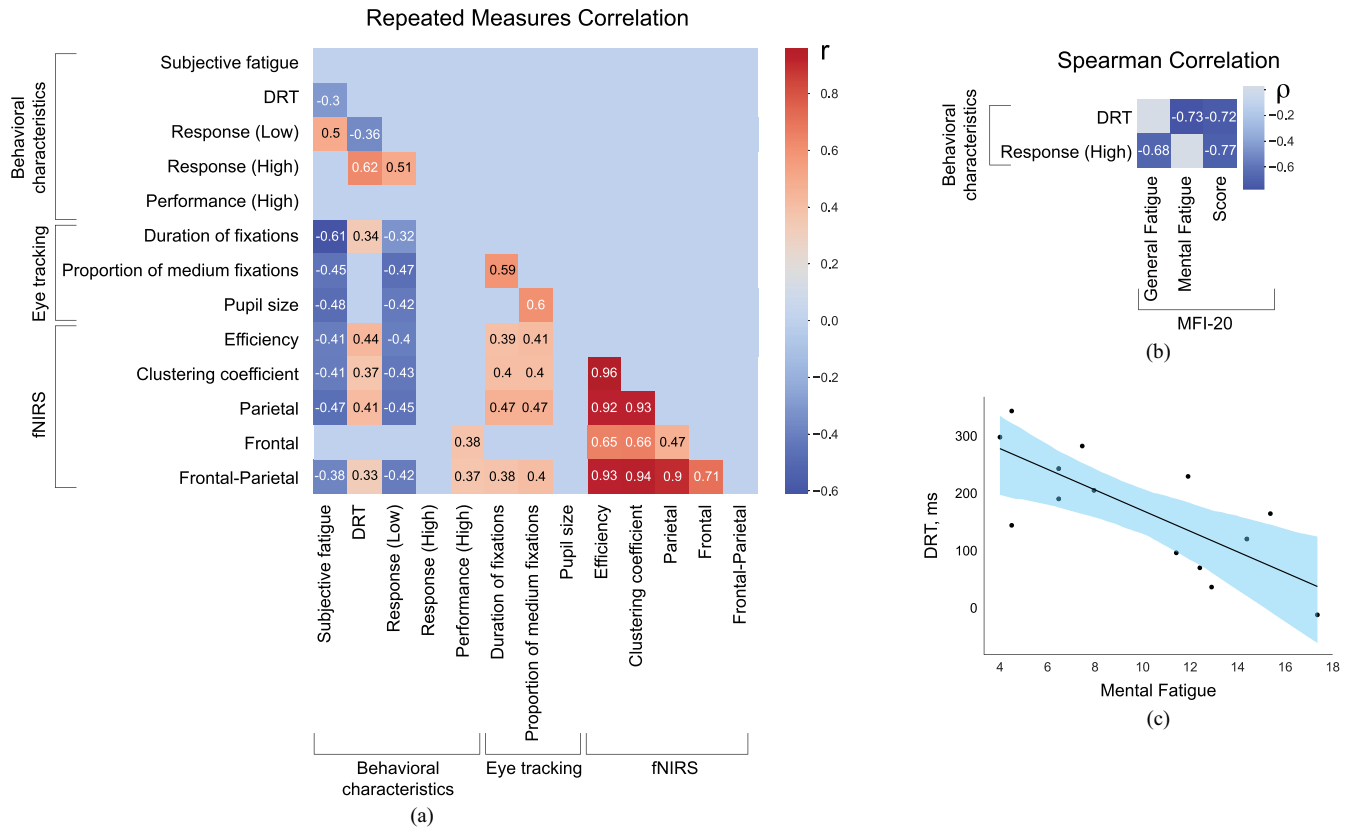 Repeated Measures Correlation
Behavioral
characteristics
Eye tracking
fNIRS
Subjective fatigue
DRT -0.3
Response (Low) 0.5 -0.36
Response (High) 0.62 0.51
Performance (High)
Duration of fixations -0.61 0.34 -0.32
Proportion of medium fixations -0.45 -0.47 0.59
Pupil size -0.48 -0.42 0.6
Efficiency -0.41 0.44 -0.4 0.39 0.41
Clustering coefficient -0.41 0.37 -0.43 0.4 0.4 0.96
Parietal -0.47 0.41 -0.45 0.47 0.47 0.92 0.93
Frontal 0.38 0.65 0.66 0.47
Frontal-Parietal -0.38 0.33 -0.42 0.37 0.38 0.4 0.93 0.94 0.9 0.71
Subjective fatigue
DRT
Response (Low)
Response (High)
Performance (High)
Duration of fixations
Proportion of medium fixations
Pupil size
Efficiency
Clustering coefficient
Parietal
Frontal
Frontal-Parietal
Behavioral
characteristics
Eye tracking
fNIRS
r
0.8
0.6
0.4
0.2
0.0
−0.2
−0.4
−0.6
(a)
Spearman Correlation
Behavioral
characteristics
DRT -0.73 -0.72
Response (High) -0.68 -0.77
ρ
−0.2
−0.4
−0.6
General Fatigue
Mental Fatigue
Score
MFI-20
(b)
DRT, ms
300
200
100
0
4 6 8 10 12 14 16 18
Mental Fatigue
(c)